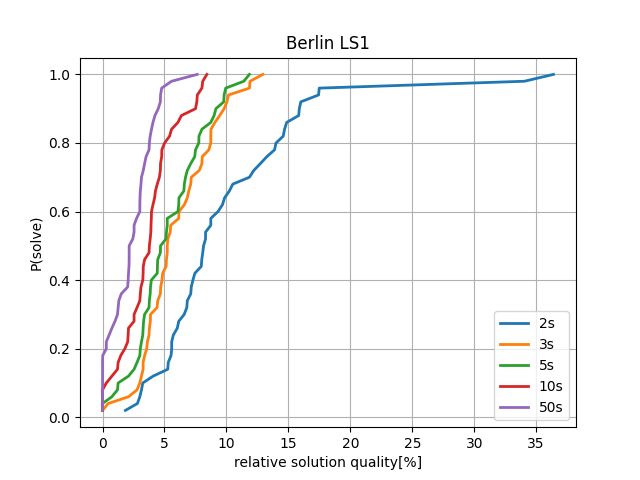 Berlin LS1
P(solve)
1.0
0.8
0.6
0.4
0.2
0.0
0 5 10 15 20 25 30 35
relative solution quality[%]
2s
3s
5s
10s
50s